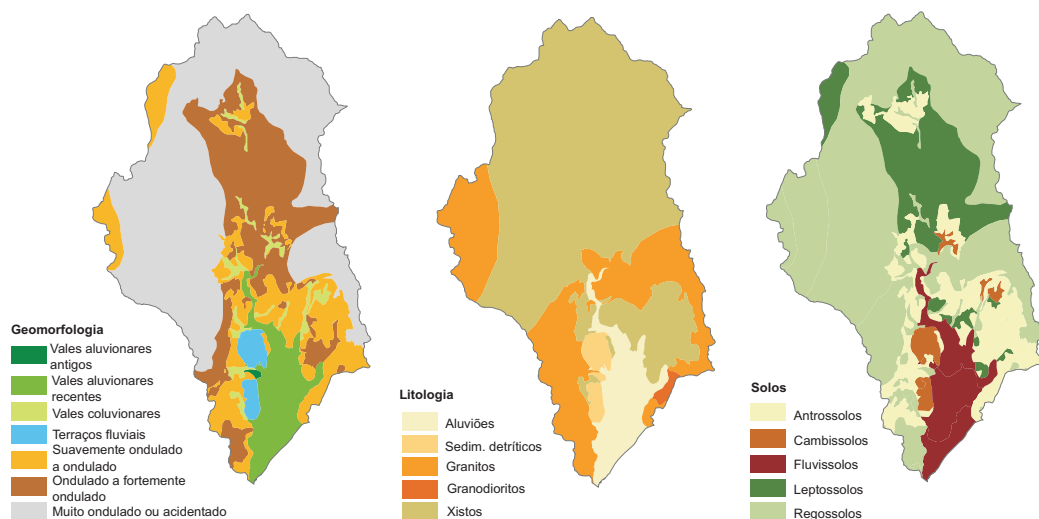 Geomorfologia
Vales aluvionares
antigos
Vales aluvionares
recentes
Vales coluvionares
Terraços fluviais
Suavemente ondulado
a ondulado
Ondulado a fortemente
ondulado
Muito ondulado ou acidentado
Litologia
Aluviões
Sedim. detríticos
Granitos
Granodioritos
Xistos
Solos
Antrossolos
Cambissolos
Fluvissolos
Leptossolos
Regossolos